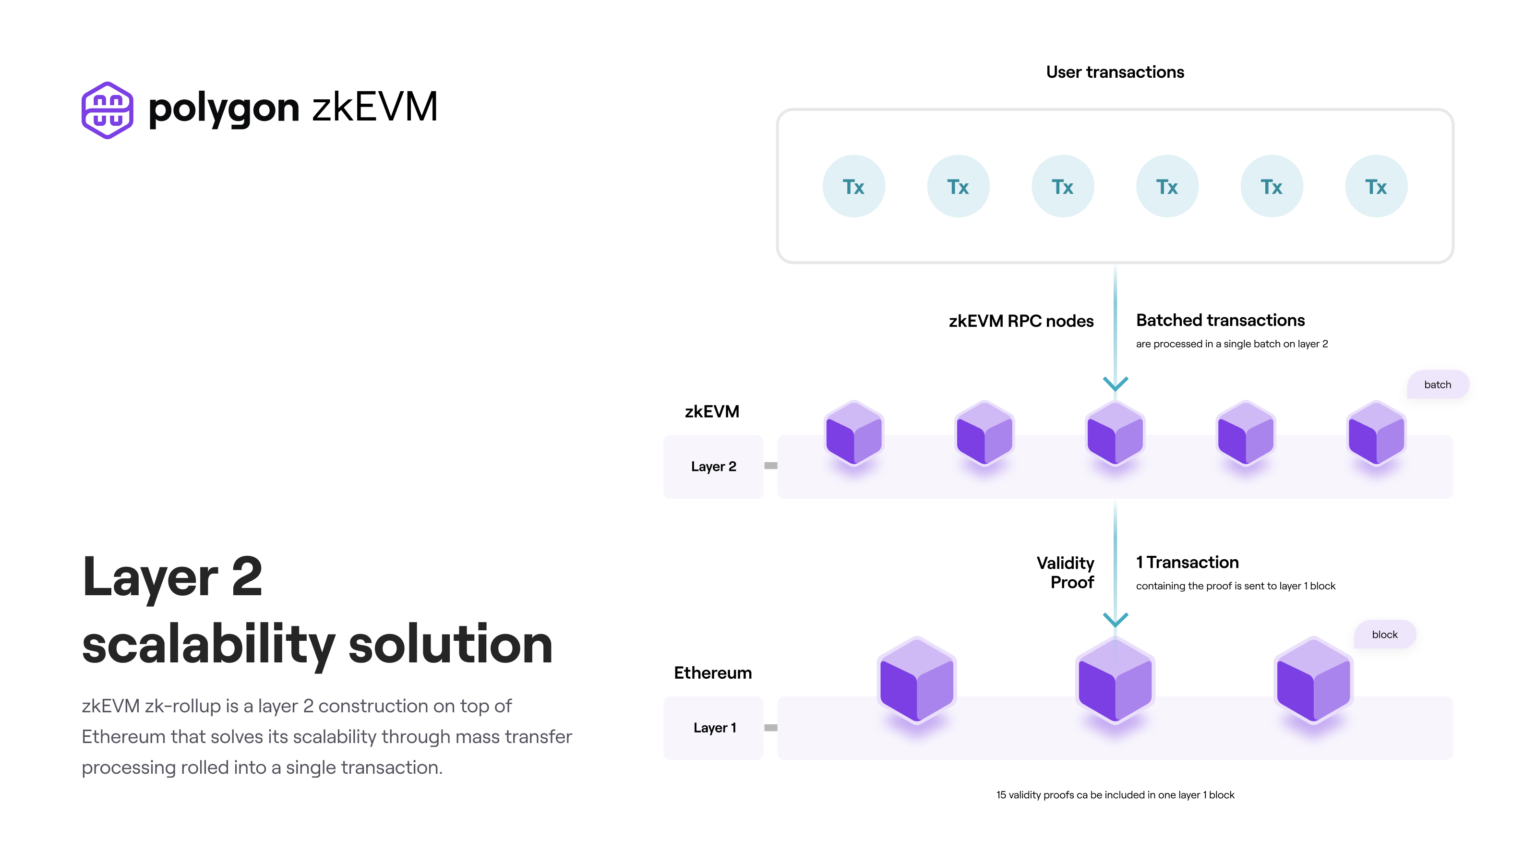 polygon zkEVM
Layer 2
scalability solution
zkEVM zk-rollup is a layer 2 construction on top of
Ethereum that solves its scalability through mass transfer
processing rolled into a single transaction.
User transactions
Tx Tx Tx Tx Tx Tx
zkEVM RPC nodes
Batched transactions
are processed in a single batch on layer 2
batch
zkEVM
Layer 2
Validity
Proof
1 Transaction
containing the proof is sent to layer 1 block
block
Ethereum
Layer 1
15 validity proofs ca be included in one layer 1 block